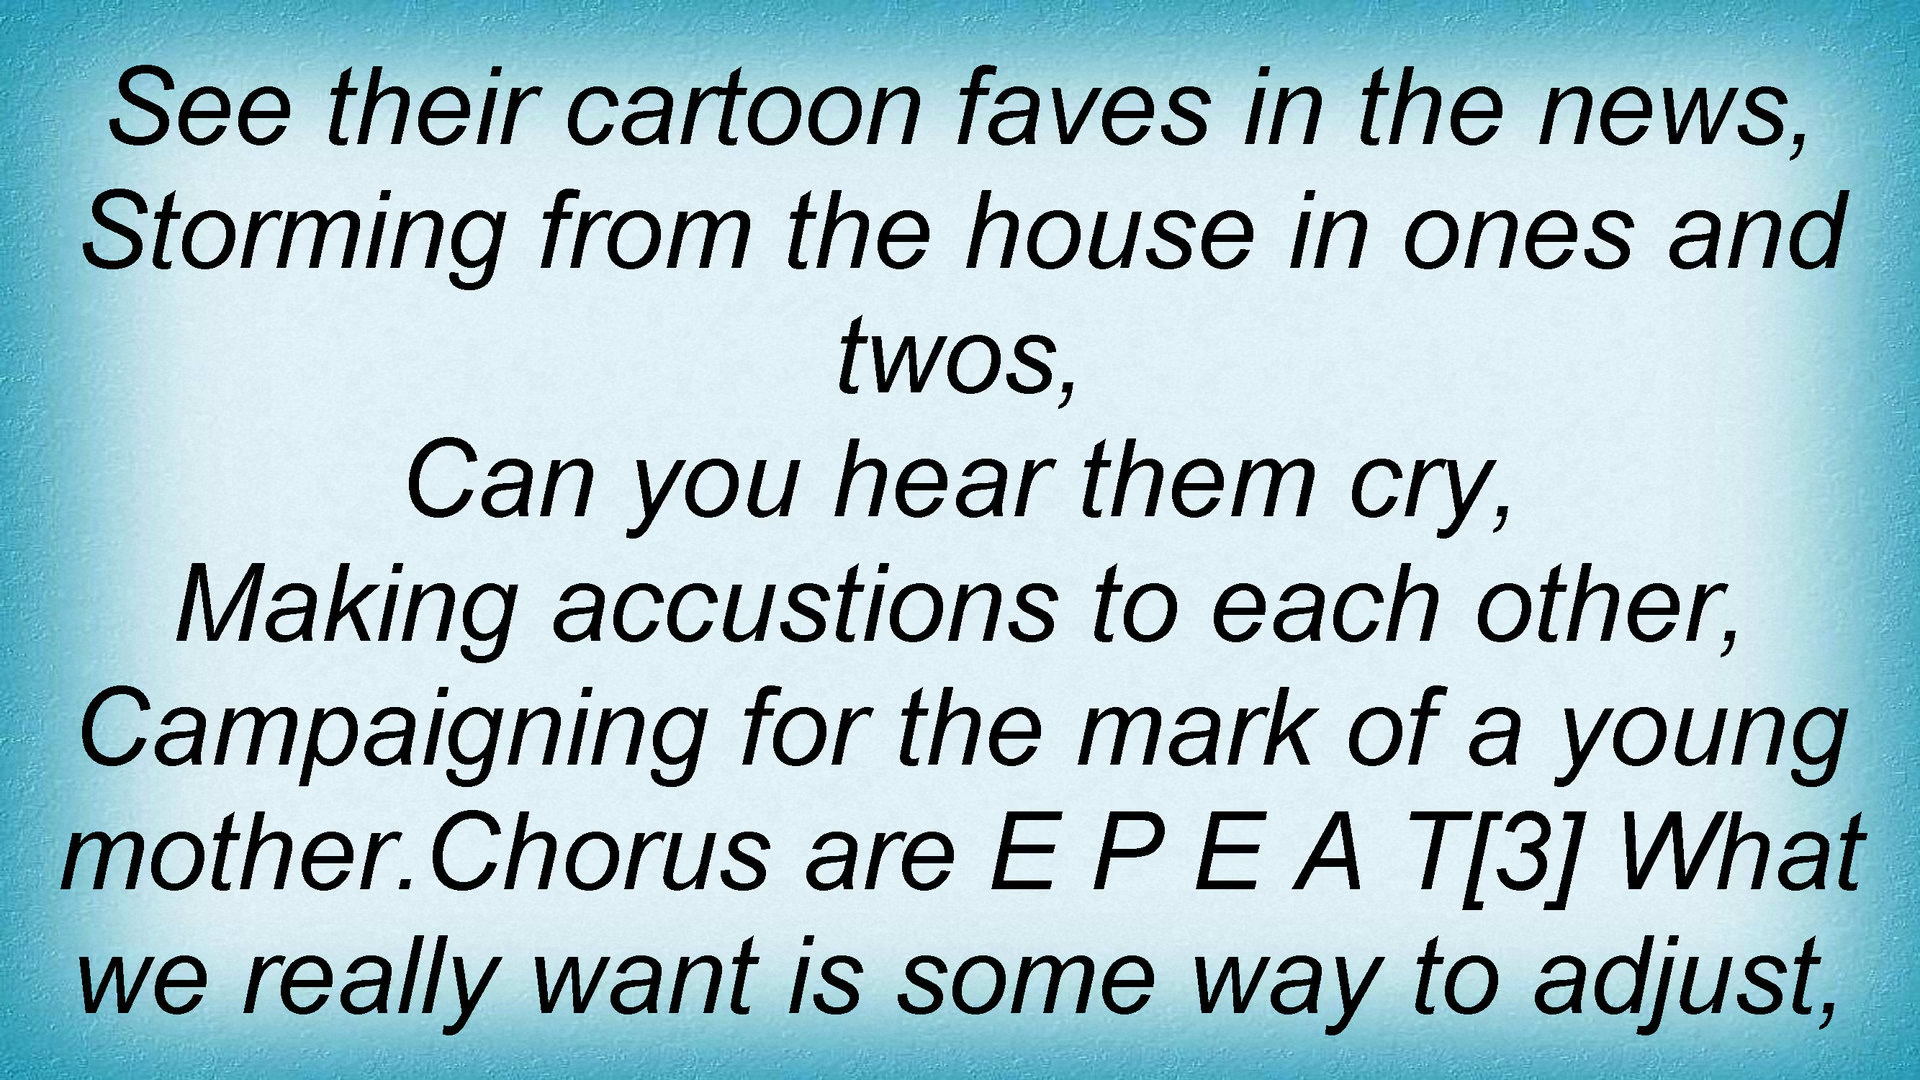 See their cartoon faves in the news,
Storming from the house in ones and
twos,
Can you hear them cry,
Making accustions to each other,
Campaigning for the mark of a young
mother.Chorus are E P E A T[3] What
we really want is some way to adjust,